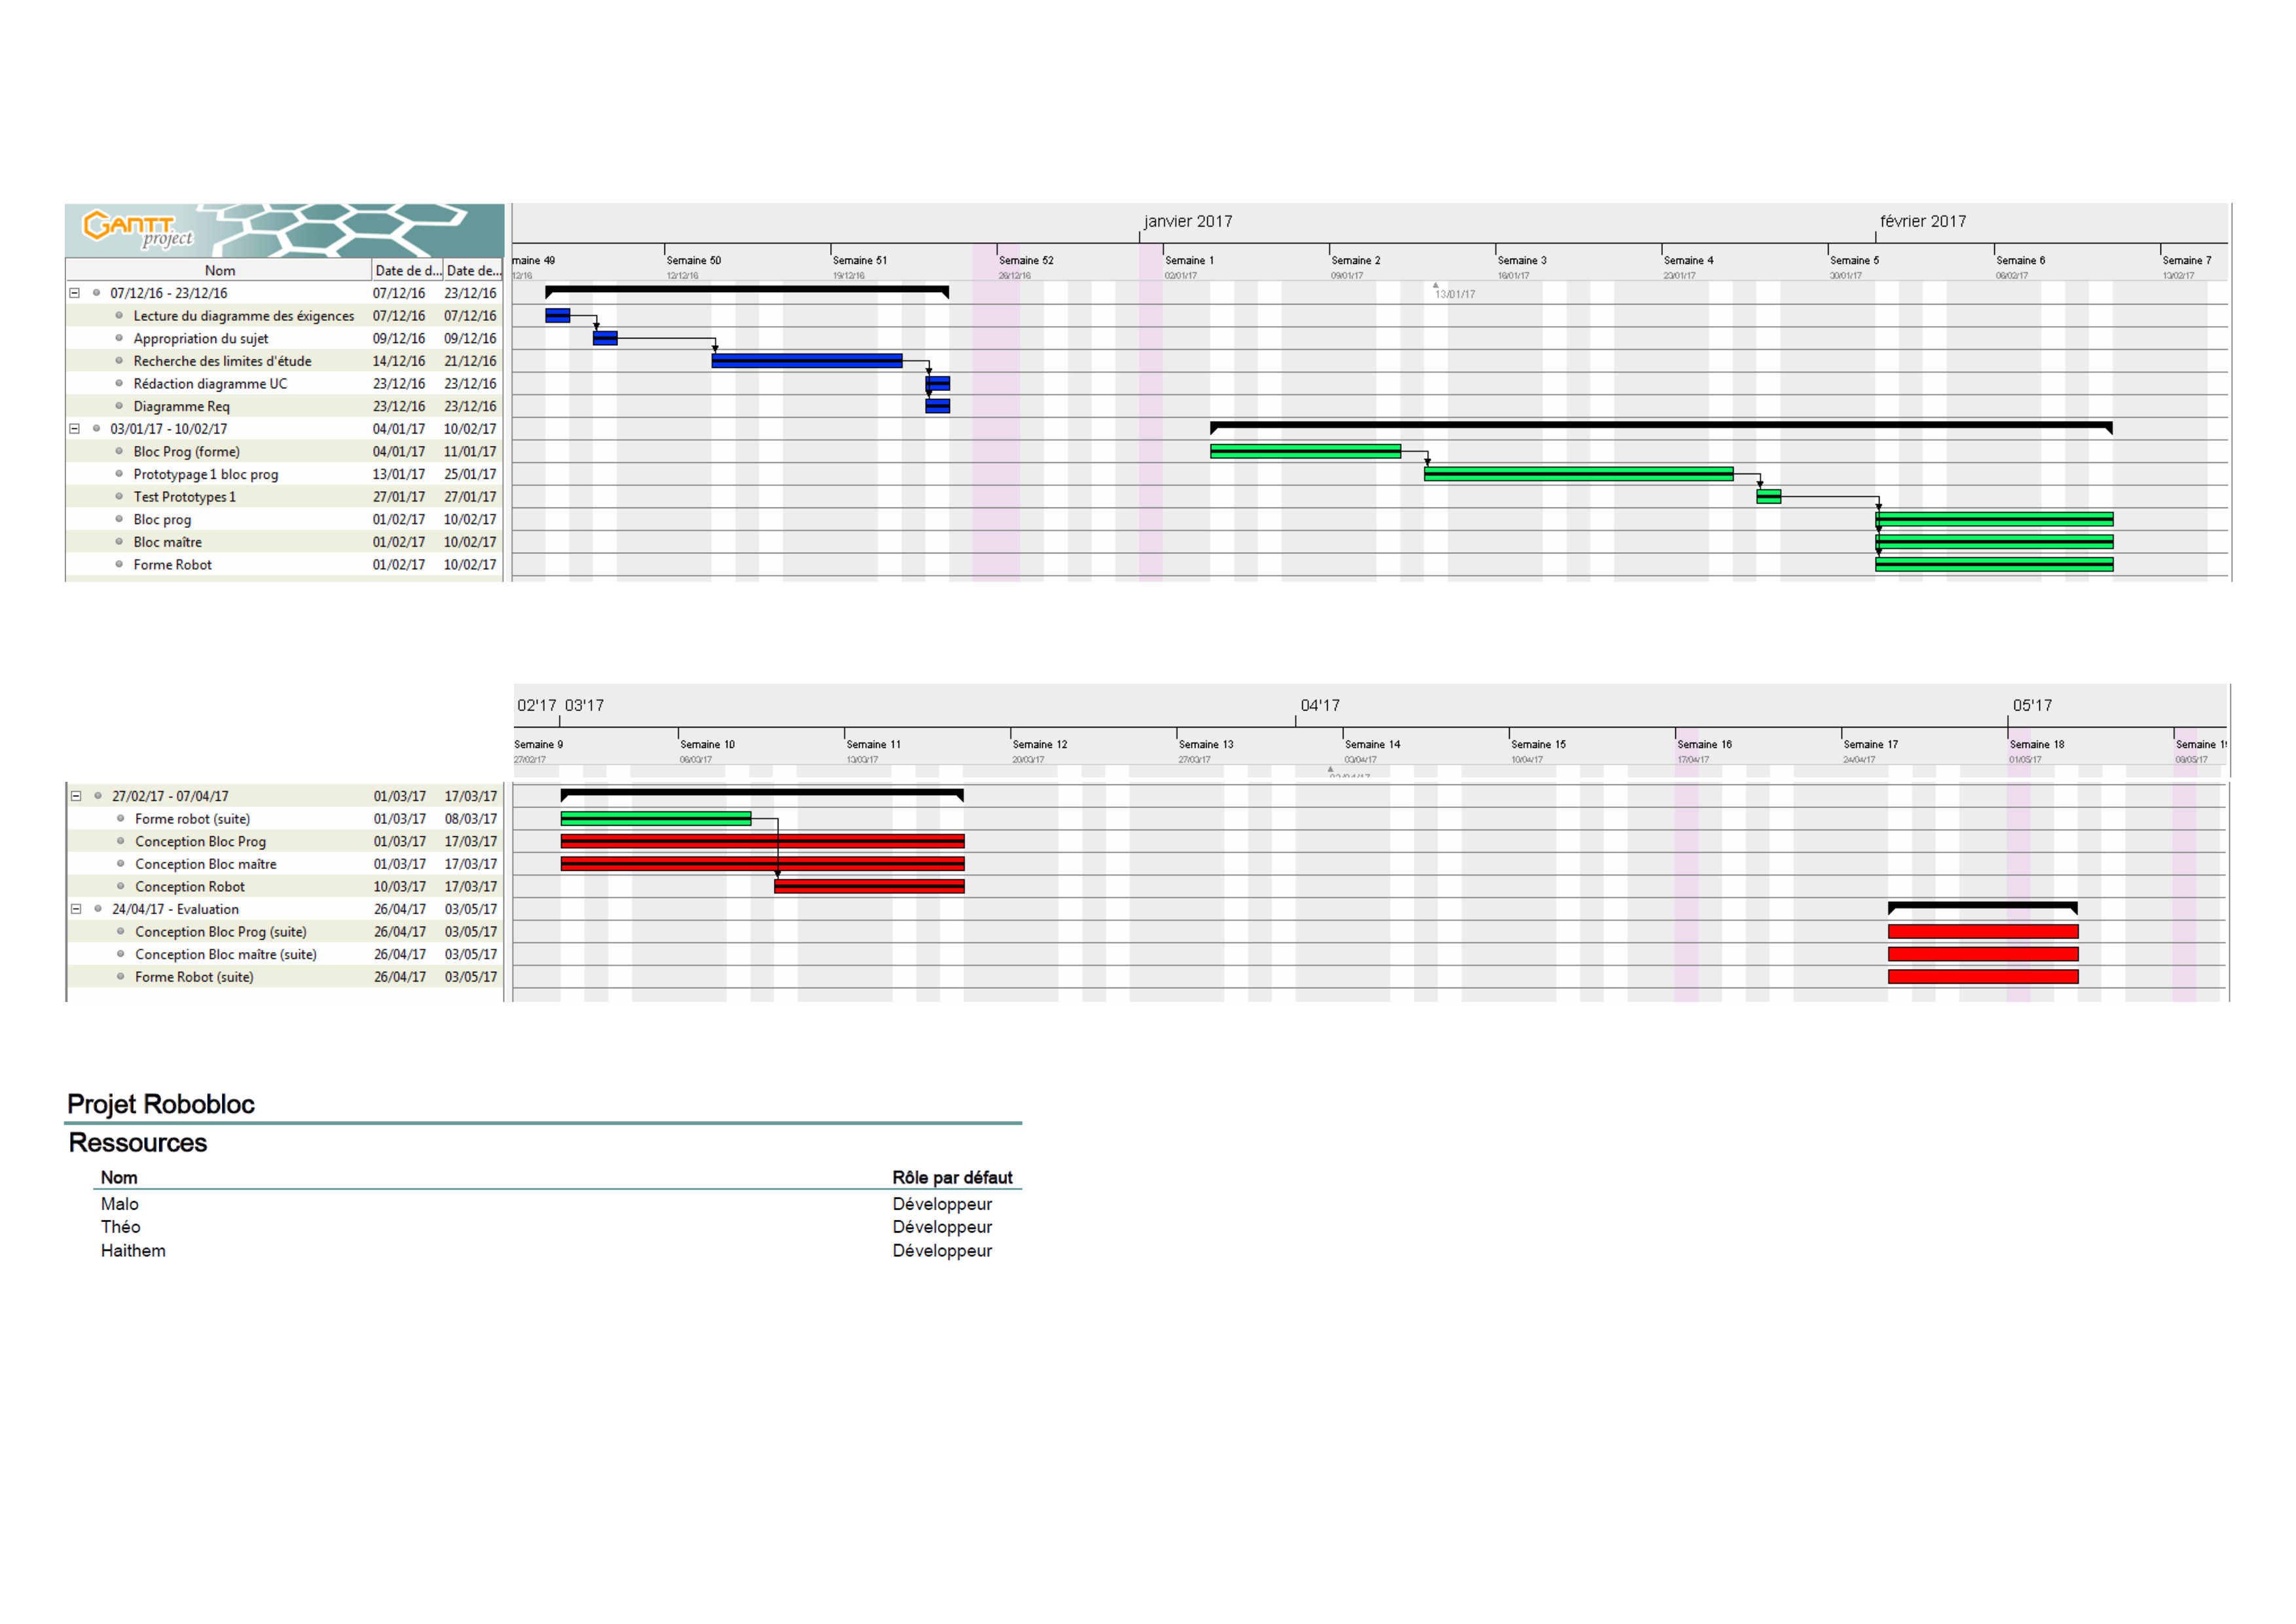 GANTT
project
janvier 2017 février 2017
maine 49 Semaine 50 Semaine 51 Semaine 52 Semaine 1 Semaine 2 Semaine 3 Semaine 4 Semaine 5 Semaine 6 Semaine 7
12/16 12/12/16 19/12/16 26/12/16 02/01/17 09/01/17 16/01/17 23/01/17 30/01/17 06/02/17 13/02/17
Nom Date de d... Date de...
07/12/16 - 23/12/16 07/12/16 23/12/16 13/01/17
Lecture du diagramme des éxigences 07/12/16 07/12/16
Appropriation du sujet 09/12/16 09/12/16
Recherche des limites d'étude 14/12/16 21/12/16
Rédaction diagramme UC 23/12/16 23/12/16
Diagramme Req 23/12/16 23/12/16
03/01/17 - 10/02/17 04/01/17 10/02/17
Bloc Prog (forme) 04/01/17 11/01/17
Prototypage 1 bloc prog 13/01/17 25/01/17
Test Prototypes 1 27/01/17 27/01/17
Bloc prog 01/02/17 10/02/17
Bloc maître 01/02/17 10/02/17
Forme Robot 01/02/17 10/02/17
02'17 03'17 04'17 05'17
Semaine 9 Semaine 10 Semaine 11 Semaine 12 Semaine 13 Semaine 14 Semaine 15 Semaine 16 Semaine 17 Semaine 18 Semaine 1
27/02/17 06/03/17 13/03/17 20/03/17 27/03/17 03/04/17 10/04/17 17/04/17 24/04/17 01/05/17 08/05/17
27/02/17 - 07/04/17 01/03/17 17/03/17
Forme robot (suite) 01/03/17 08/03/17
Conception Bloc Prog 01/03/17 17/03/17
Conception Bloc maître 01/03/17 17/03/17
Conception Robot 10/03/17 17/03/17
24/04/17 - Evaluation 26/04/17 03/05/17
Conception Bloc Prog (suite) 26/04/17 03/05/17
Conception Bloc maître (suite) 26/04/17 03/05/17
Forme Robot (suite) 26/04/17 03/05/17
Projet Robobloc
Ressources
Nom Rôle par défaut
Malo Développeur
Théo Développeur
Haithem Développeur